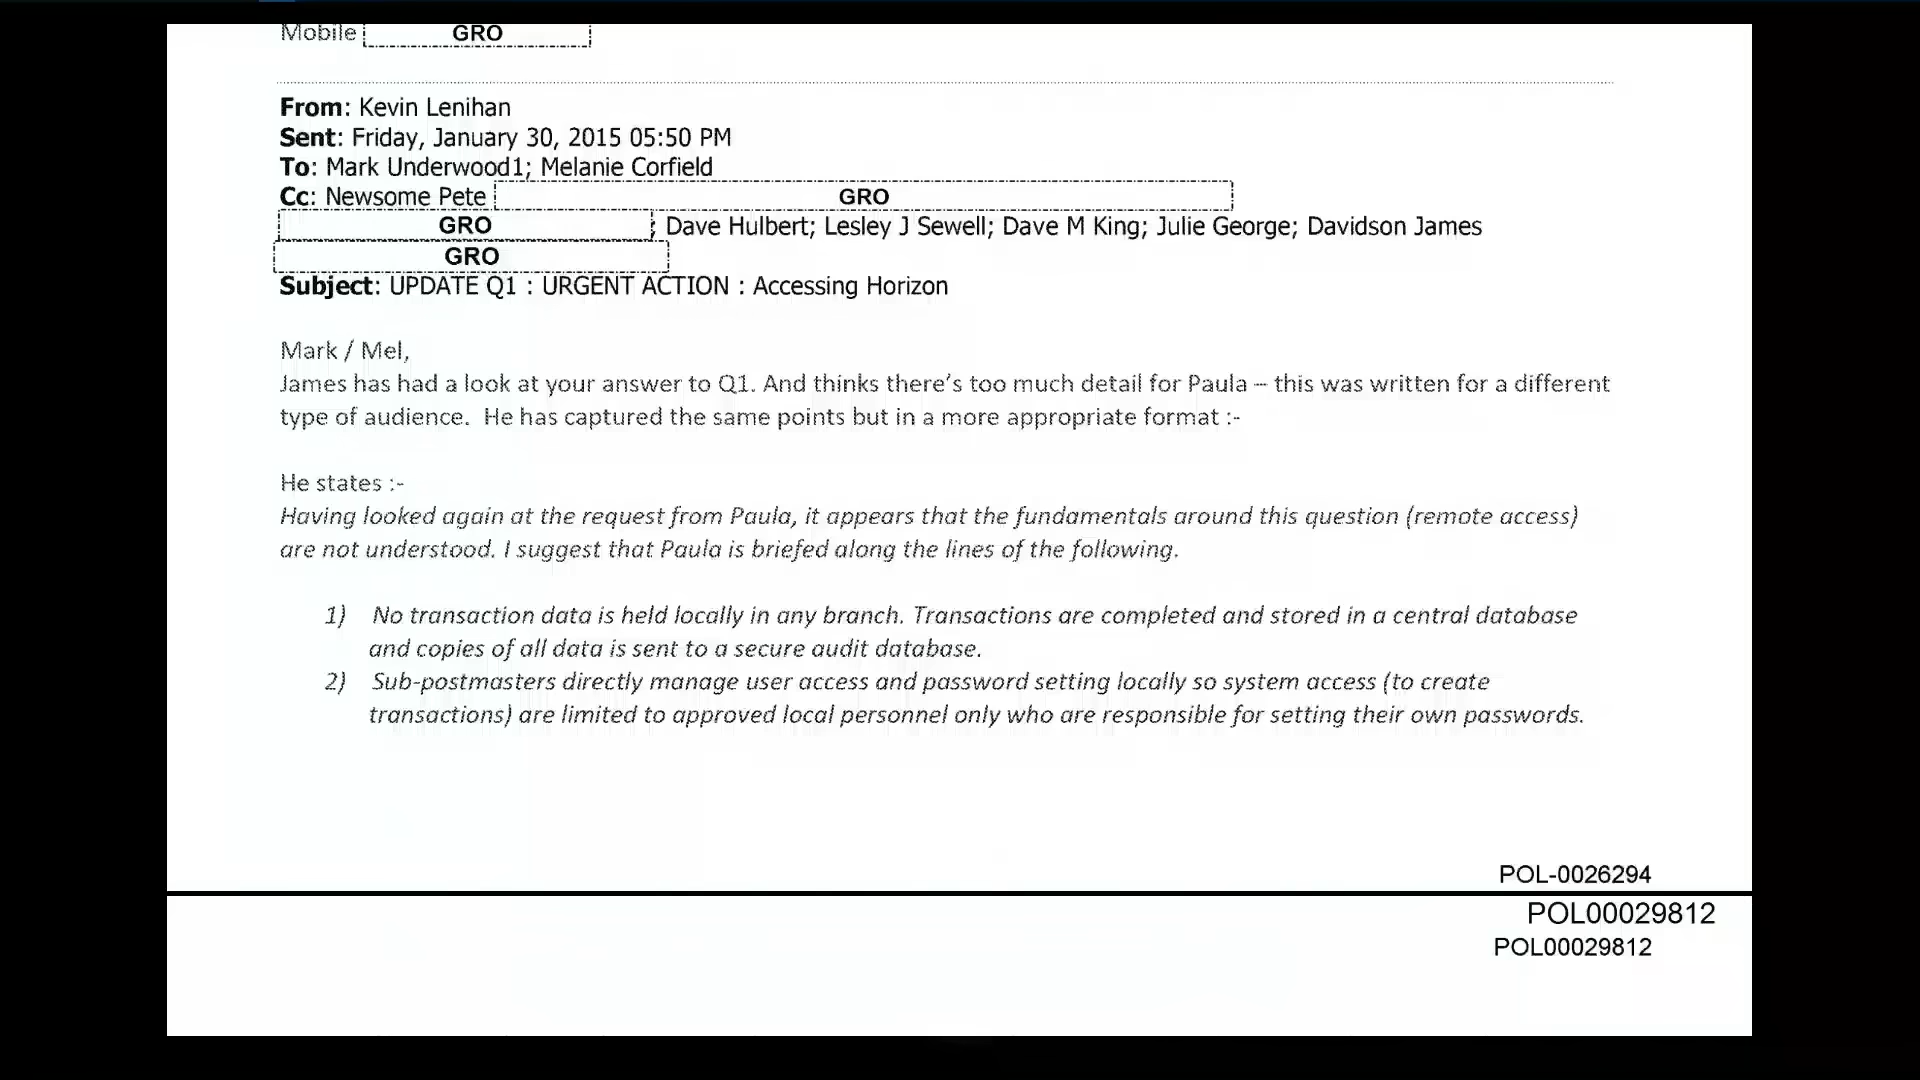 Mobile GRO
From: Kevin Lenihan
Sent: Friday, January 30, 2015 05:50 PM
To: Mark Underwood1; Melanie Corfield
Cc: Newsome Pete GRO
GRO ; Dave Hulbert; Lesley J Sewell; Dave M King; Julie George; Davidson James
GRO
Subject: UPDATE Q1 : URGENT ACTION : Accessing Horizon
Mark / Mel,
James has had a look at your answer to Q1. And thinks there's too much detail for Paula – this was written for a different
type of audience.  He has captured the same points but in a more appropriate format :-
He states :-
Having looked again at the request from Paula, it appears that the fundamentals around this question (remote access)
are not understood. I suggest that Paula is briefed along the lines of the following.
1) No transaction data is held locally in any branch. Transactions are completed and stored in a central database
and copies of all data is sent to a secure audit database.
2) Sub-postmasters directly manage user access and password setting locally so system access (to create
transactions) are limited to approved local personnel only who are responsible for setting their own passwords.
POL-0026294
POL00029812
POL00029812